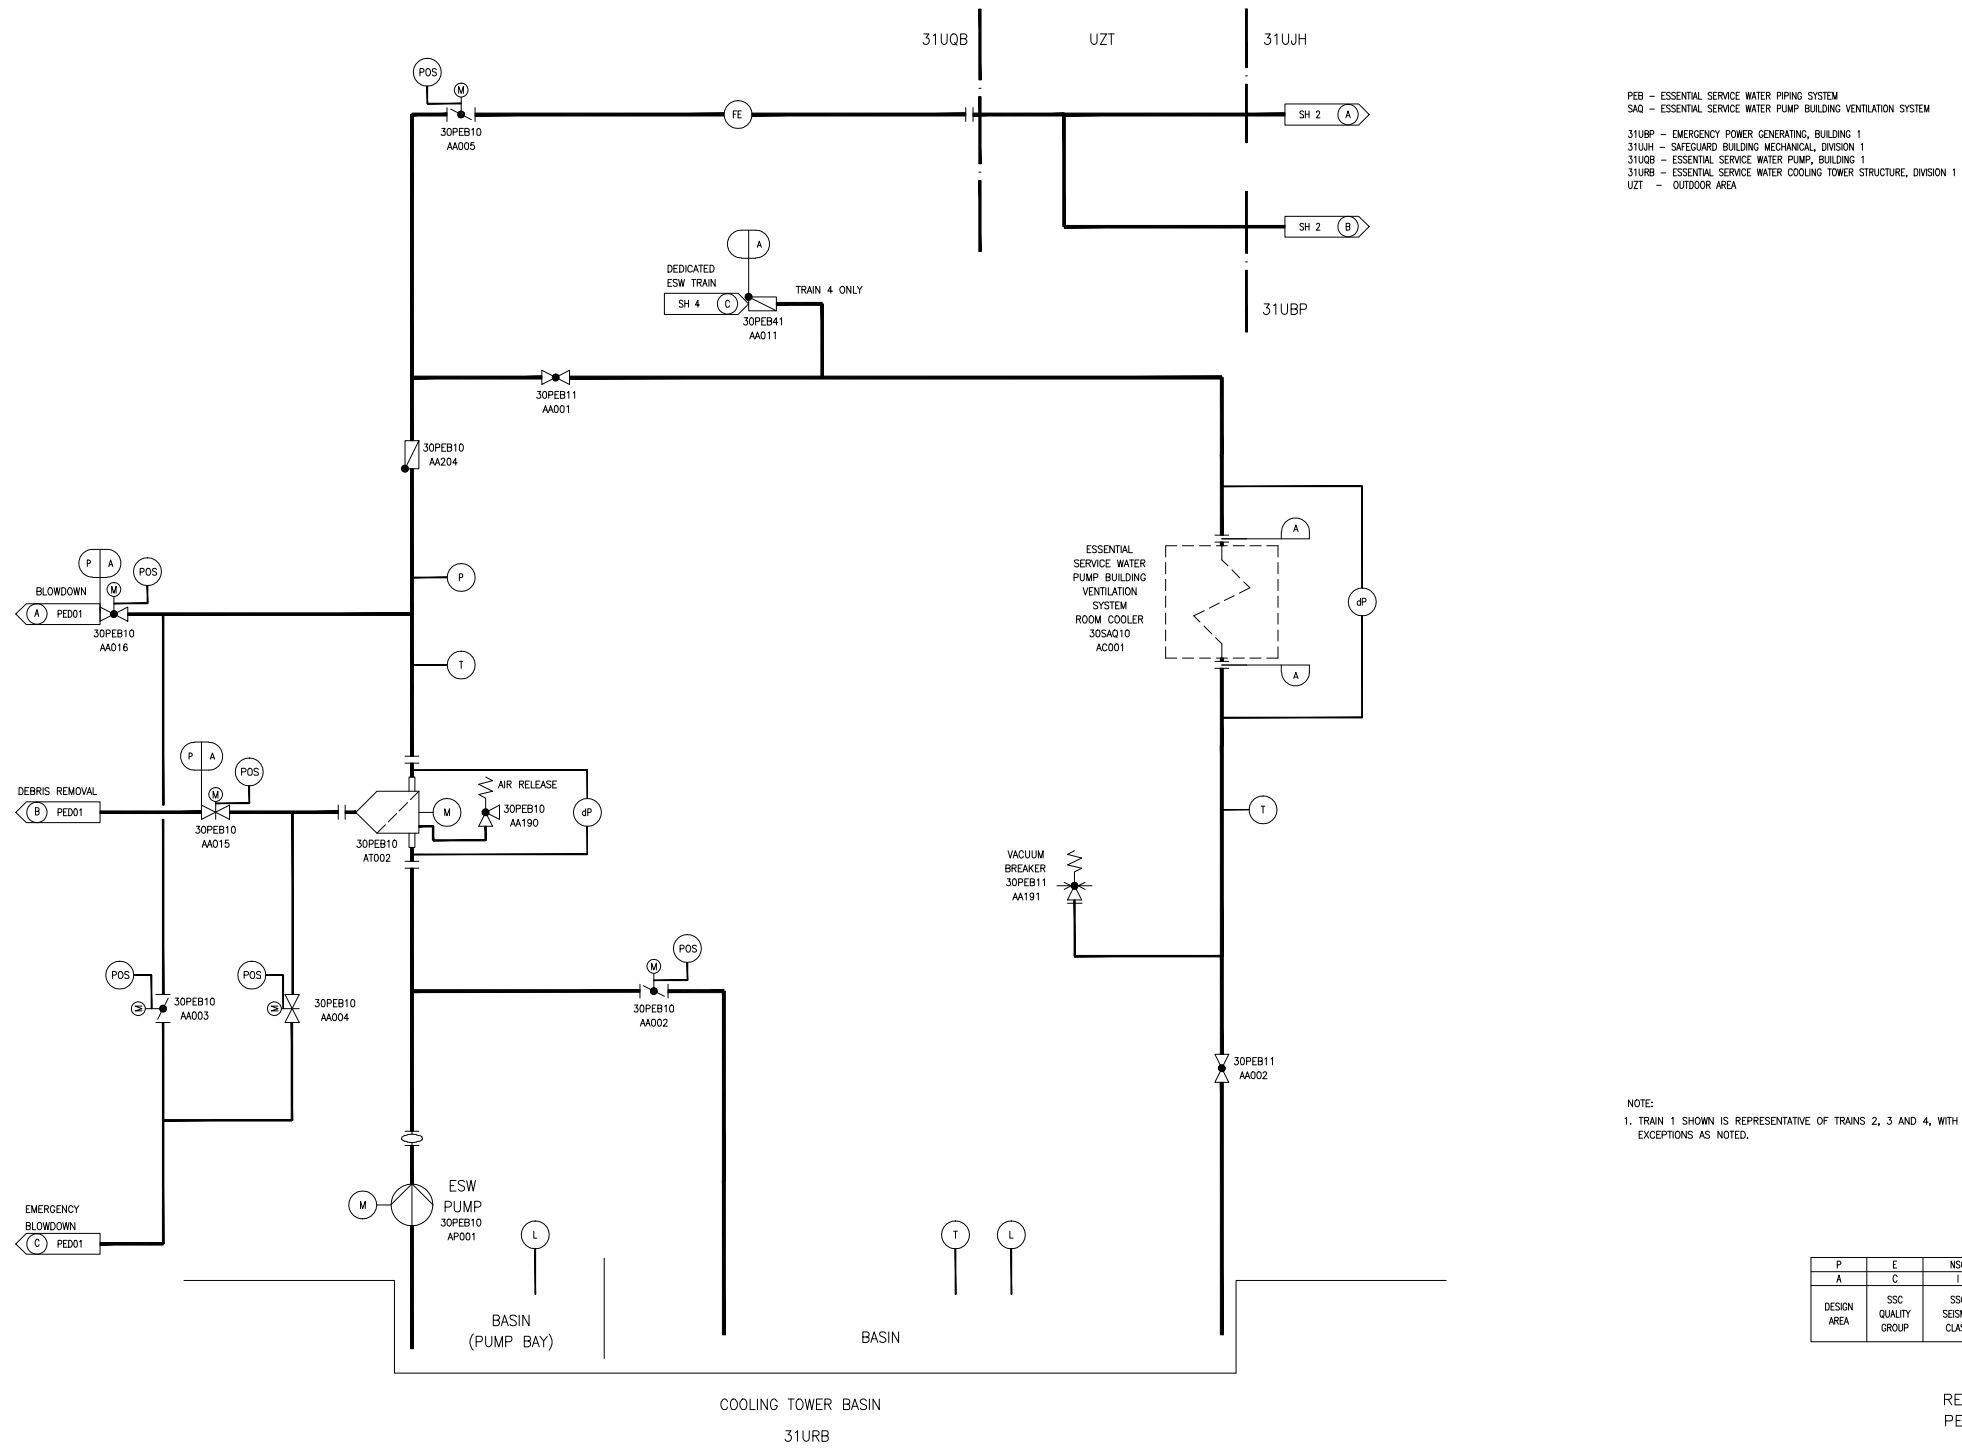 31UQB
UZT
31UJH
POS
M
30PEB10
AA005
FE
SH 2 A
SH 2 B
31UBP
PEB – ESSENTIAL SERVICE WATER PIPING SYSTEM
SAQ – ESSENTIAL SERVICE WATER PUMP BUILDING VENTILATION SYSTEM
31UBP – EMERGENCY POWER GENERATING, BUILDING 1
31UJH – SAFEGUARD BUILDING MECHANICAL, DIVISION 1
31UQB – ESSENTIAL SERVICE WATER PUMP, BUILDING 1
31URB – ESSENTIAL SERVICE WATER COOLING TOWER STRUCTURE, DIVISION 1
UZT – OUTDOOR AREA
A
DEDICATED
ESW TRAIN
SH 4 C
TRAIN 4 ONLY
30PEB41
AA011
30PEB11
AA001
30PEB10
AA204
P A
M
POS
BLOWDOWN
A PED01
30PEB10
AA016
P
T
ESSENTIAL
SERVICE WATER
PUMP BUILDING
VENTILATION
SYSTEM
ROOM COOLER
30SAQ10
AC001
A
A
dP
P A
M
POS
DEBRIS REMOVAL
B PED01
30PEB10
AA015
30PEB10
AT002
M
AIR RELEASE
30PEB10
AA190
dP
T
VACUUM
BREAKER
30PEB11
AA191
POS
M
30PEB10
AA003
POS
M
30PEB10
AA004
M
POS
30PEB10
AA002
30PEB11
AA002
NOTE:
1. TRAIN 1 SHOWN IS REPRESENTATIVE OF TRAINS 2, 3 AND 4, WITH
EXCEPTIONS AS NOTED.
M
ESW
PUMP
30PEB10
AP001
EMERGENCY
BLOWDOWN
C PED01
L
T
L
BASIN
(PUMP BAY)
BASIN
COOLING TOWER BASIN
31URB
P E
A C I
DESIGN
AREA
SSC
QUALITY
GROUP
RE
PE